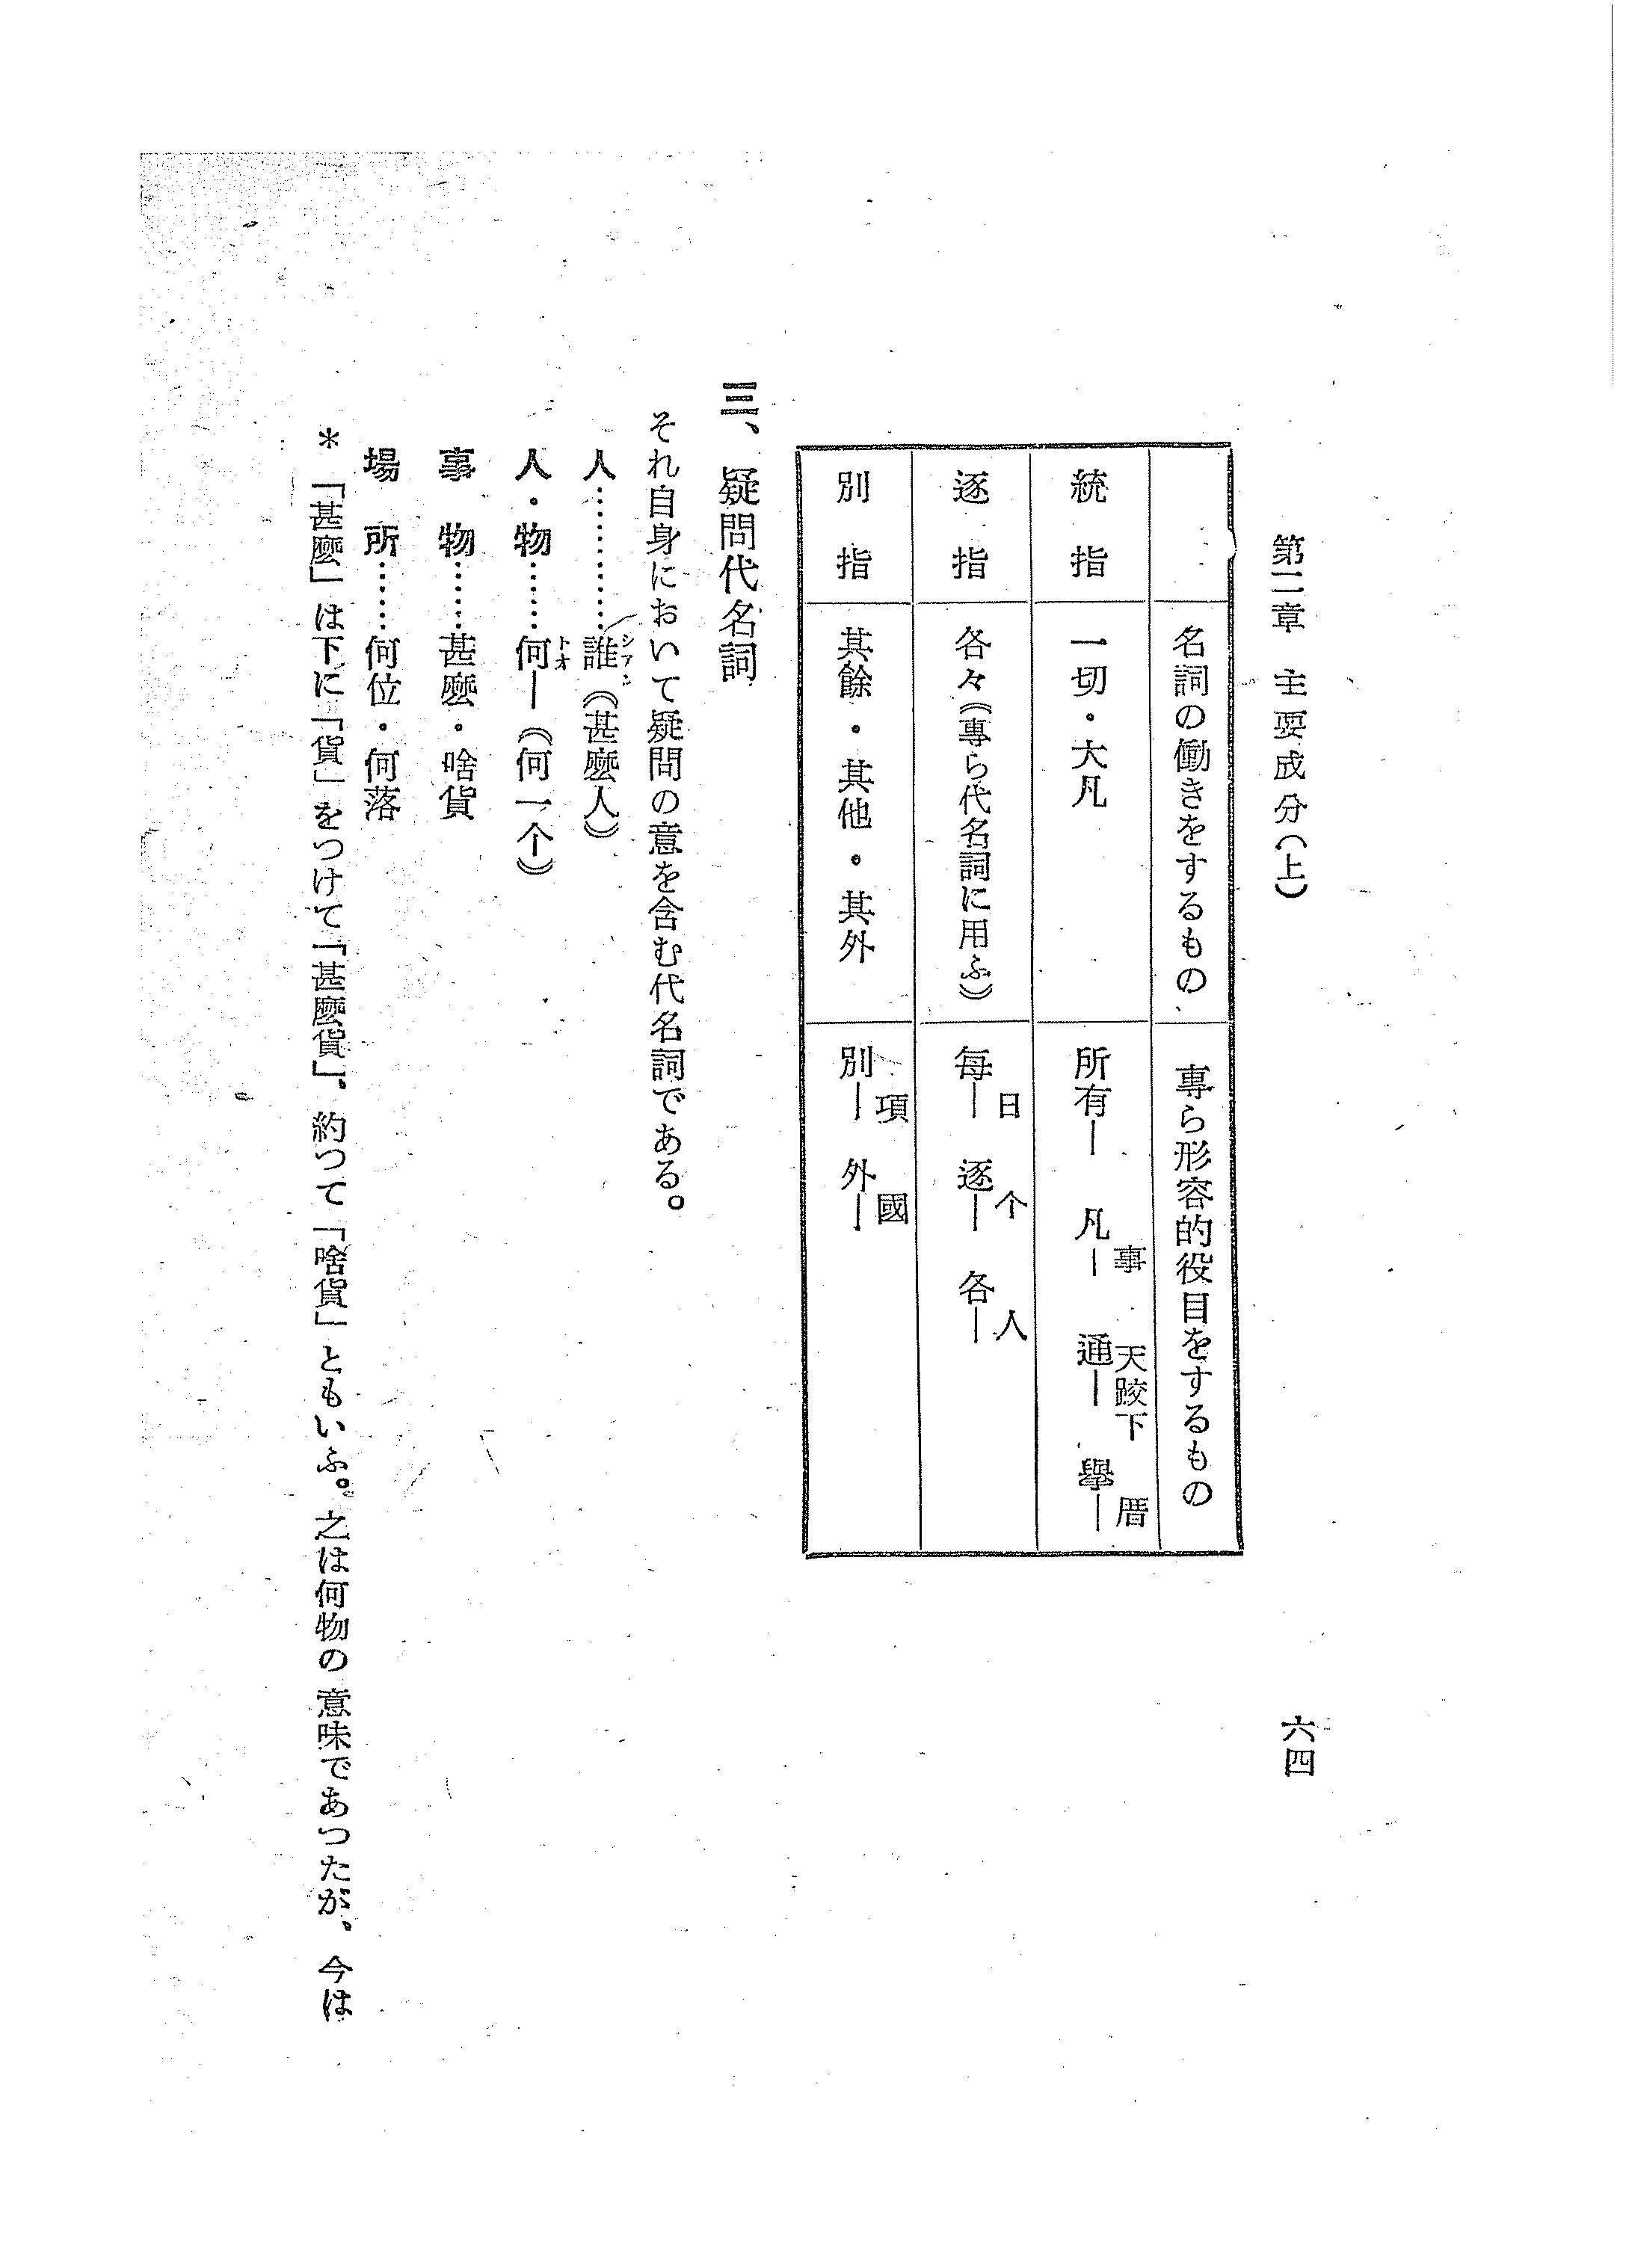 第二章　主要成分（上）
六四
名詞の働きをするもの
専ら形容的役目をするもの
統指
一切・大凡
所有―　凡―事　通―天跤下　擧―厝
逐指
各々（專ら代名詞に用ふ）
每―日　逐―个　各―人
別指
其餘・其他・其外
別―項　外―國
三、疑問代名詞
それ自身において疑問の意を含む代名詞である。
人…………誰（甚麼人）
シアン
人・物……何―（何一个）
トオ
事物……甚麼・啥貨
場所……何位・何落
＊「甚麼」は下に「貨」をつけて「甚麼貨」、約つて「啥貨」ともいふ。之は何物の意味であつたが、今は